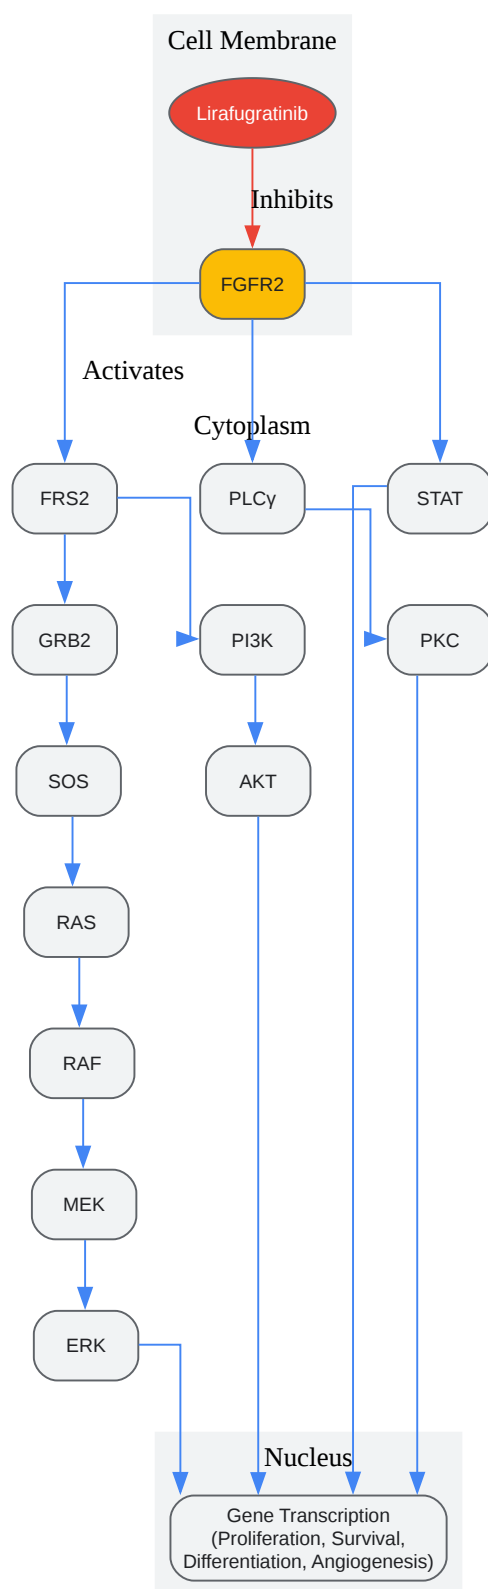 Cell Membrane
Lirafugratinib
Inhibits
FGFR2
Activates
Cytoplasm
FRS2
PLCγ
STAT
GRB2
PI3K
PKC
SOS
AKT
RAS
RAF
MEK
ERK
Nucleus
Gene Transcription
(Proliferation, Survival,
Differentiation, Angiogenesis)